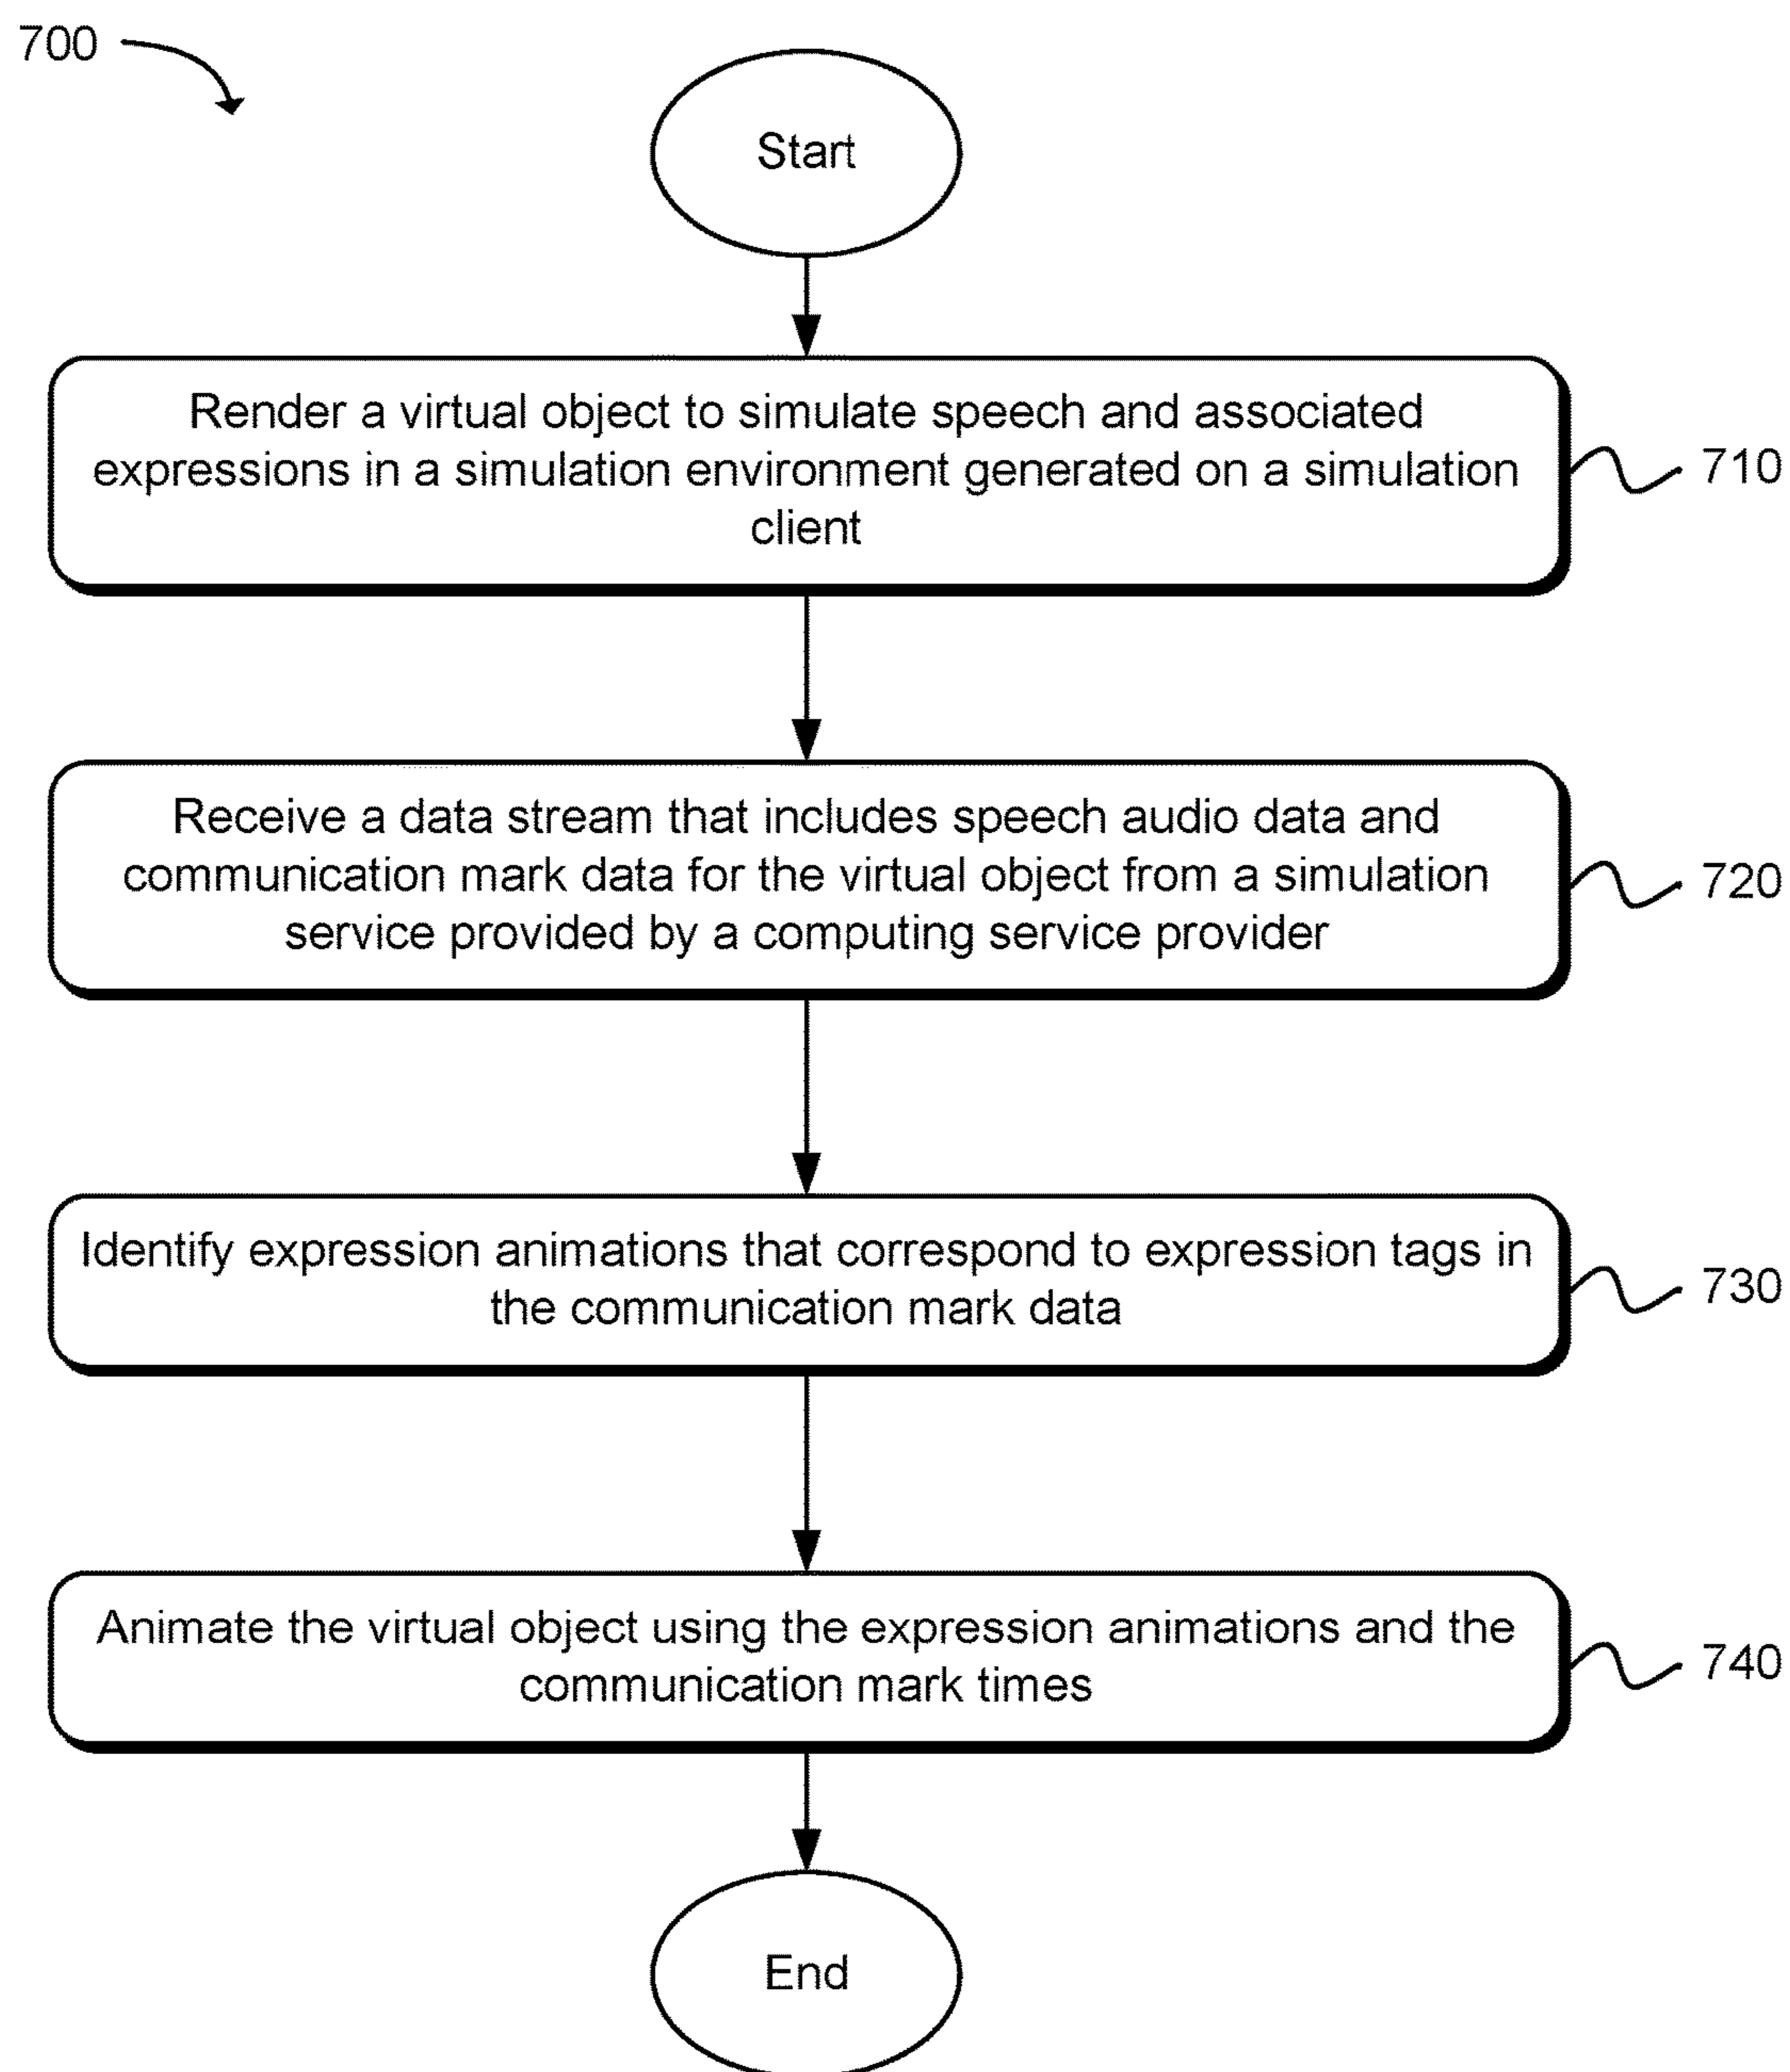 700
Start
Render a virtual object to simulate speech and associated
expressions in a simulation environment generated on a simulation
client
710
Receive a data stream that includes speech audio data and
communication mark data for the virtual object from a simulation
service provided by a computing service provider
720
Identify expression animations that correspond to expression tags in
the communication mark data
730
Animate the virtual object using the expression animations and the
communication mark times
740
End